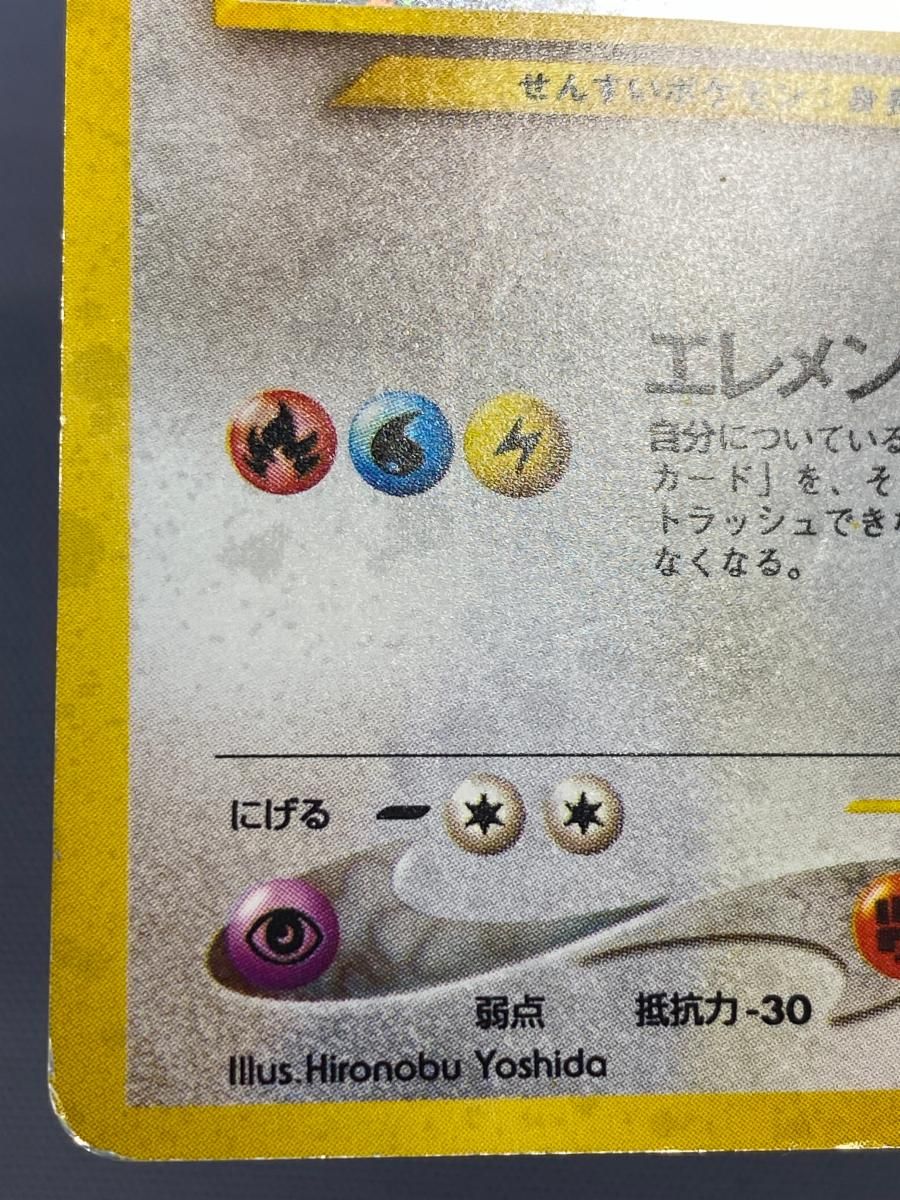 せんすいポケモン：身長
エレメン
自分についている
カード」を、そ
トラッシュできな
なくなる。
にげる
弱点 抵抗力 -30
Illus. Hironobu Yoshida